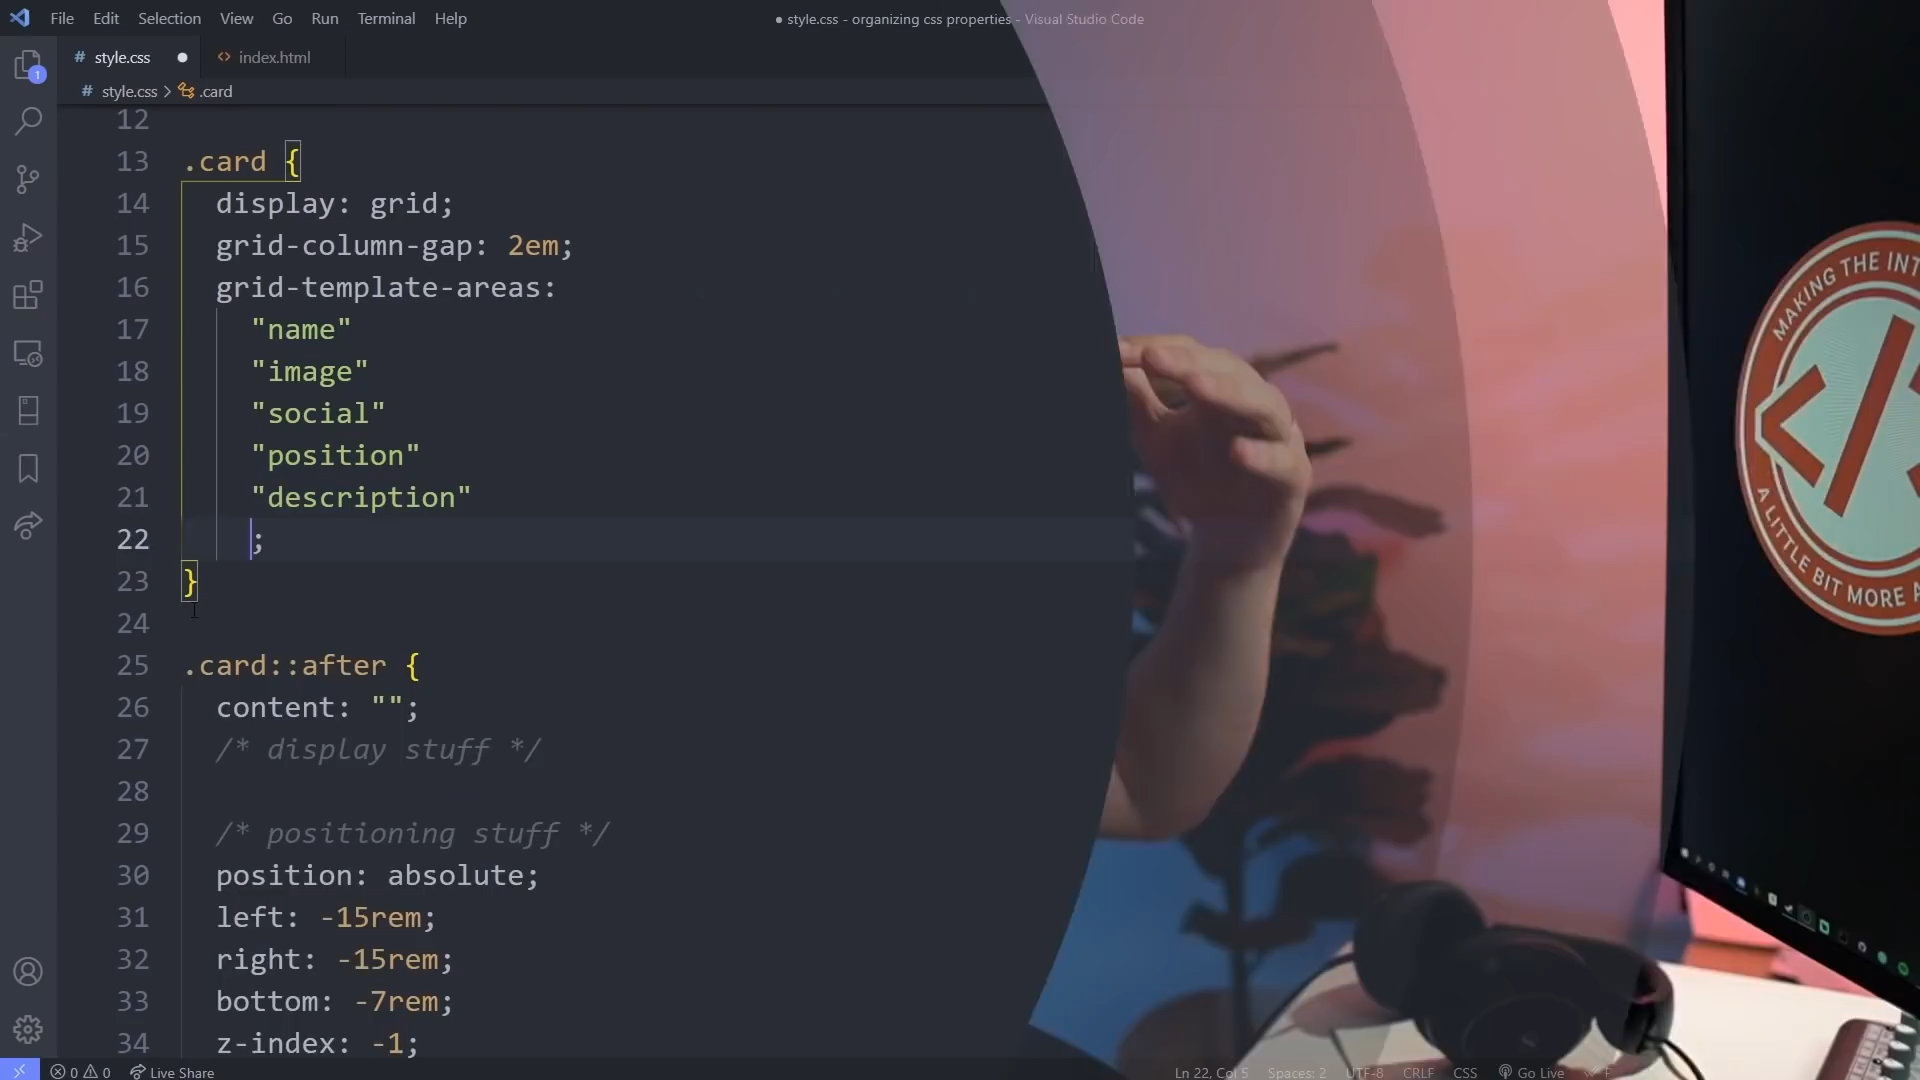 File Edit Selection View Go Run Terminal Help
● style.css - organizing css properties - Visual Studio Code
# style.css ● <> index.html
# style.css > .card
1
12
13 .card {
14 display: grid;
15 grid-column-gap: 2em;
16 grid-template-areas:
17 "name"
18 "image"
19 "social"
20 "position"
21 "description"
22 ;
23 }
24
25 .card::after {
26 content: "";
27 /* display stuff */
28
29 /* positioning stuff */
30 position: absolute;
31 left: -15rem;
32 right: -15rem;
33 bottom: -7rem;
34 z-index: -1;
0 0 Live Share
Ln 22, Col 5 Spaces: 2 UTF-8 CRLF CSS Go Live
MAKING THE INT
</
A LITTLE BIT MORE A